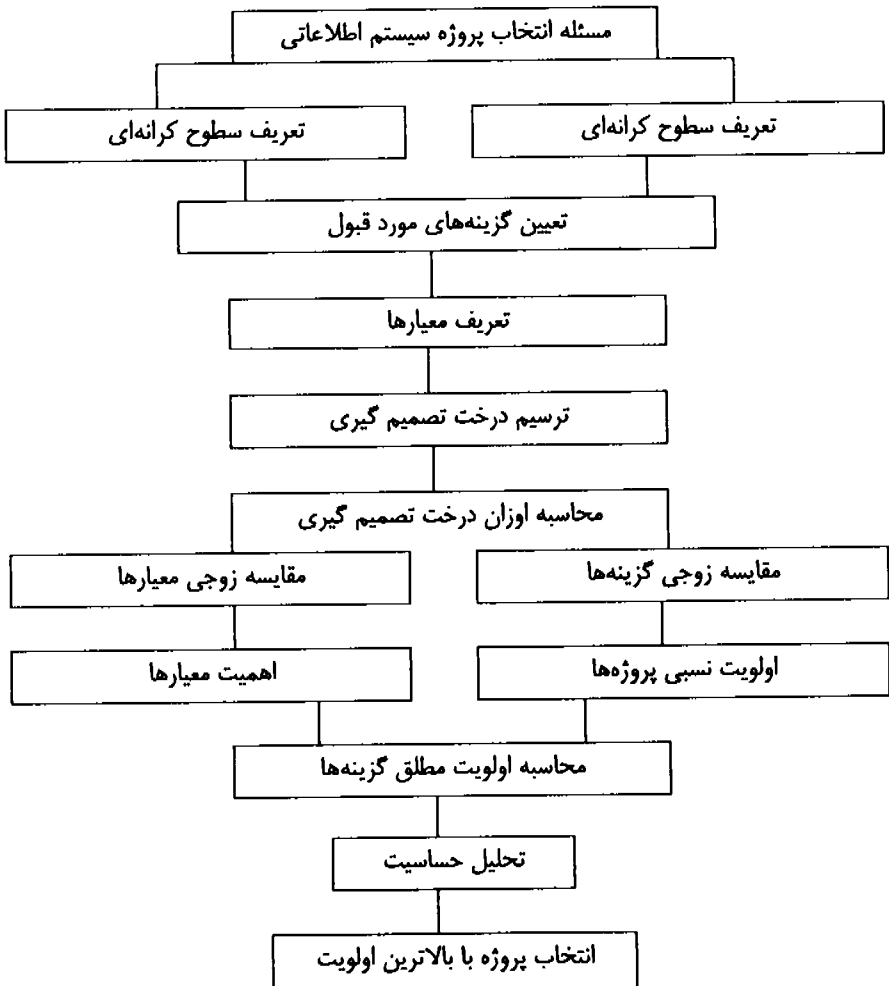 مسئله انتخاب پروژه سیستم اطلاعاتی
تعریف سطوح کرانه‌ای
تعریف سطوح کرانه‌ای
تعیین گزینه‌های مورد قبول
تعریف معیارها
ترسیم درخت تصمیم گیری
محاسبه اوزان درخت تصمیم گیری
مقایسه زوجی گزینه‌ها
مقایسه زوجی معیارها
اولویت نسبی پروژه‌ها
اهمیت معیارها
محاسبه اولویت مطلق گزینه‌ها
تحلیل حساسیت
انتخاب پروژه با بالاترین اولویت